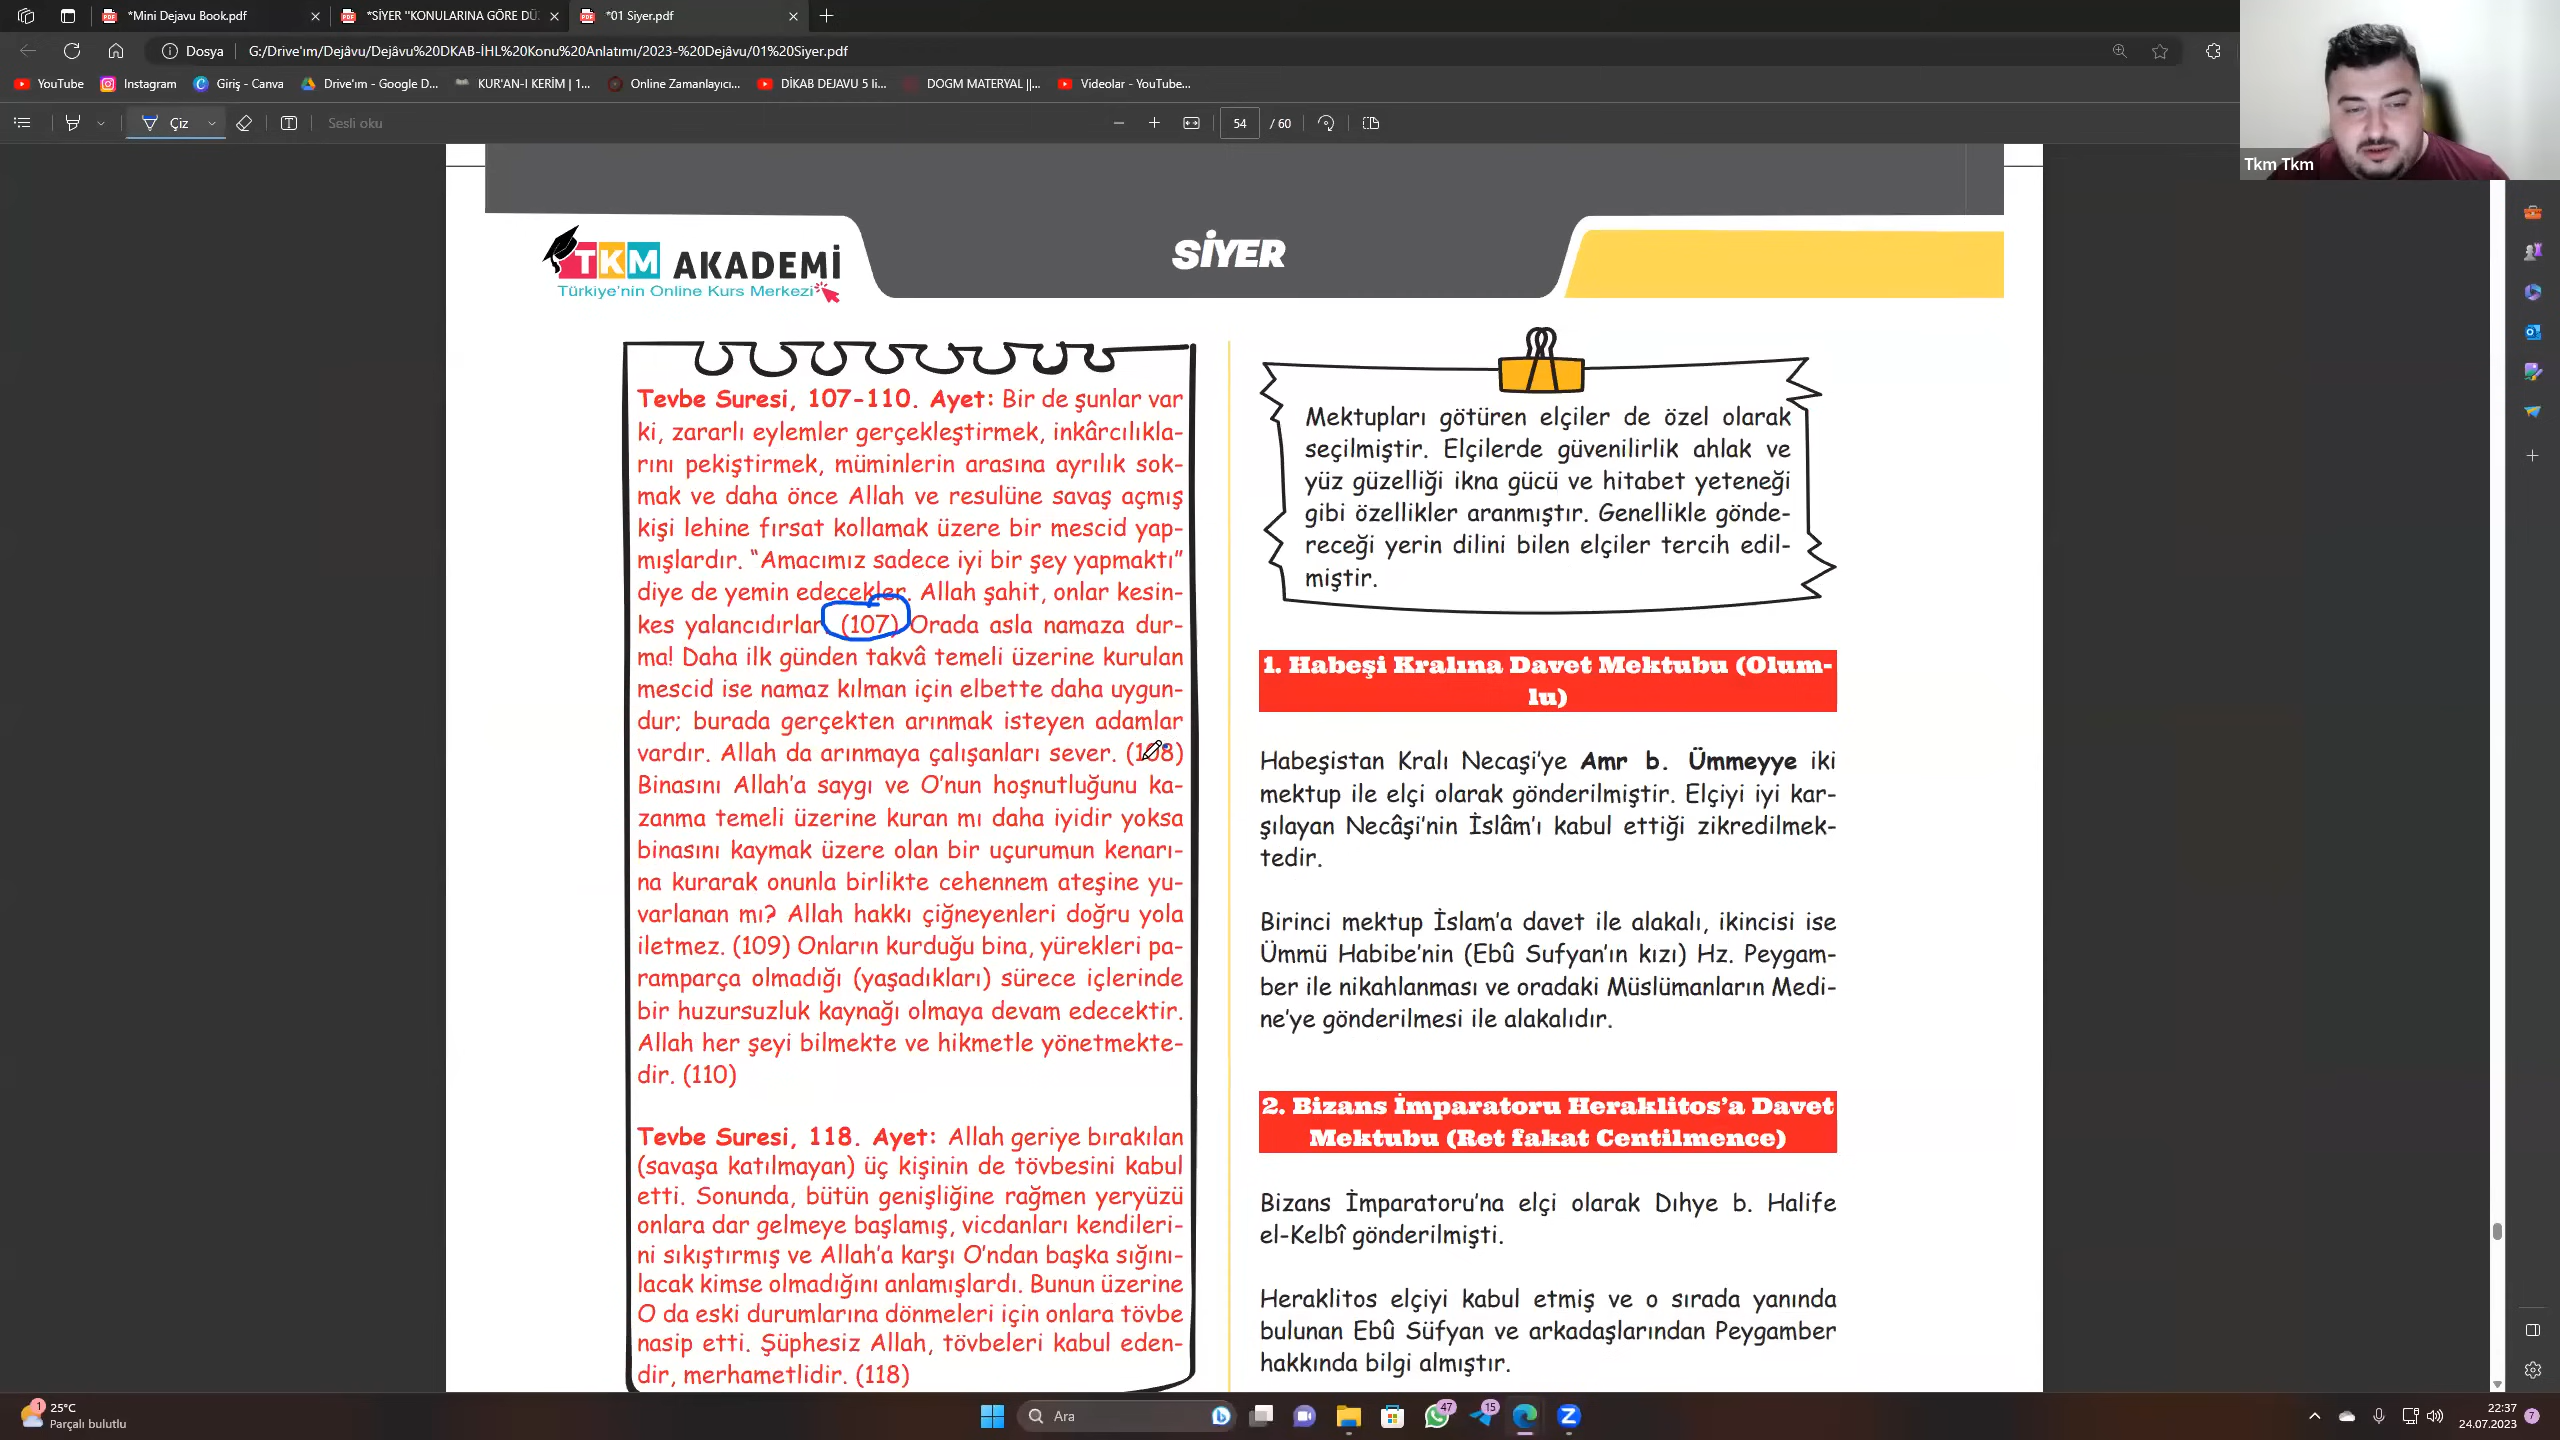 *Mini Dejavu Book.pdf
*SİYER "KONULARINA GÖRE DÜ
*01 Siyer.pdf
Dosya
G:/Drive'ım/Dejâvu/Dejâvu%20DKAB-İHL%20Konu%20Anlatımı/2023-%20Dejâvu/01%20Siyer.pdf
YouTube
Instagram
Giriş - Canva
Drive'ım - Google D...
KUR'AN-I KERİM | 1...
Online Zamanlayıcı...
DİKAB DEJAVU 5 li...
DOGM MATERYAL ||...
Videolar - YouTube...
Çiz
Sesli oku
54 / 60
Tkm Tkm
TKM AKADEMİ
Türkiye'nin Online Kurs Merkezi
SİYER
Tevbe Suresi, 107-110. Ayet: Bir de şunlar var
ki, zararlı eylemler gerçekleştirmek, inkârcılıkla-
rını pekiştirmek, müminlerin arasına ayrılık sok-
mak ve daha önce Allah ve resulüne savaş açmış
kişi lehine fırsat kollamak üzere bir mescid yap-
mışlardır. “Amacımız sadece iyi bir şey yapmaktı”
diye de yemin edecekler. Allah şahit, onlar kesin-
kes yalancıdırlar (107) Orada asla namaza dur-
ma! Daha ilk günden takvâ temeli üzerine kurulan
mescid ise namaz kılman için elbette daha uygun-
dur; burada gerçekten arınmak isteyen adamlar
vardır. Allah da arınmaya çalışanları sever. (108)
Binasını Allah’a saygı ve O’nun hoşnutluğunu ka-
zanma temeli üzerine kuran mı daha iyidir yoksa
binasını kaymak üzere olan bir uçurumun kenarı-
na kurarak onunla birlikte cehennem ateşine yu-
varlanan mı? Allah hakkı çiğneyenleri doğru yola
iletmez. (109) Onların kurduğu bina, yürekleri pa-
ramparça olmadığı (yaşadıkları) sürece içlerinde
bir huzursuzluk kaynağı olmaya devam edecektir.
Allah her şeyi bilmekte ve hikmetle yönetmekte-
dir. (110)
Tevbe Suresi, 118. Ayet: Allah geriye bırakılan
(savaşa katılmayan) üç kişinin de tövbesini kabul
etti. Sonunda, bütün genişliğine rağmen yeryüzü
onlara dar gelmeye başlamış, vicdanları kendileri-
ni sıkıştırmış ve Allah’a karşı O’ndan başka sığını-
lacak kimse olmadığını anlamışlardı. Bunun üzerine
O da eski durumlarına dönmeleri için onlara tövbe
nasip etti. Şüphesiz Allah, tövbeleri kabul eden-
dir, merhametlidir. (118)
Mektupları götüren elçiler de özel olarak
seçilmiştir. Elçilerde güvenilirlik ahlak ve
yüz güzelliği ikna gücü ve hitabet yeteneği
gibi özellikler aranmıştır. Genellikle gönde-
receği yerin dilini bilen elçiler tercih edil-
miştir.
1. Habeşi Kralına Davet Mektubu (Olum-
lu)
Habeşistan Kralı Necaşi’ye Amr b. Ümmeyye iki
mektup ile elçi olarak gönderilmiştir. Elçiyi iyi kar-
şılayan Necâşi’nin İslâm’ı kabul ettiği zikredilmek-
tedir.
Birinci mektup İslam’a davet ile alakalı, ikincisi ise
Ümmü Habibe’nin (Ebû Sufyan’ın kızı) Hz. Peygam-
ber ile nikahlanması ve oradaki Müslümanların Medi-
ne’ye gönderilmesi ile alakalıdır.
2. Bizans İmparatoru Heraklitos’a Davet
Mektubu (Ret fakat Centilmence)
Bizans İmparatoru’na elçi olarak Dıhye b. Halife
el-Kelbî gönderilmişti.
Heraklitos elçiyi kabul etmiş ve o sırada yanında
bulunan Ebû Süfyan ve arkadaşlarından Peygamber
hakkında bilgi almıştır.
1
25°C
Parçalı bulutlu
Ara
47
15
22:37
24.07.2023
7